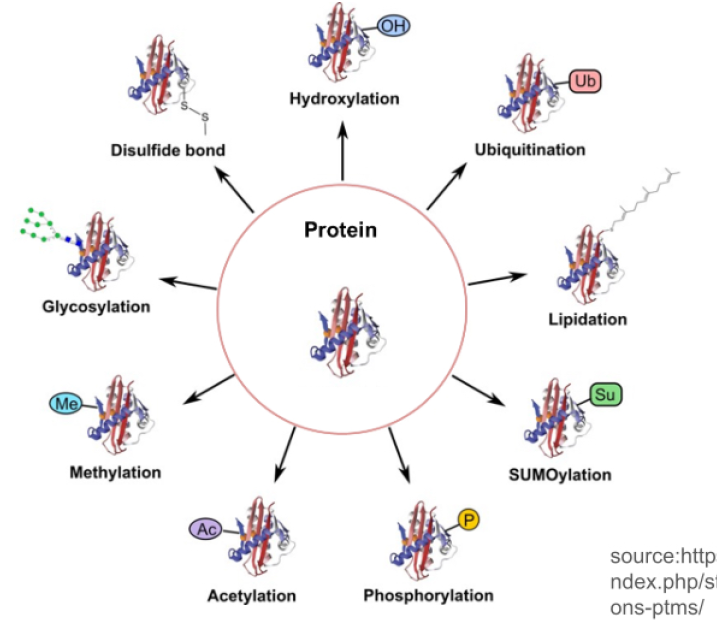 OH
Hydroxylation
Ub
Ubiquitination
S
S
Disulfide bond
Protein
Glycosylation
Lipidation
Me
Methylation
Su
SUMOylation
Ac
Acetylation
P
Phosphorylation
source:https
ndex.php/st
ons-ptms/